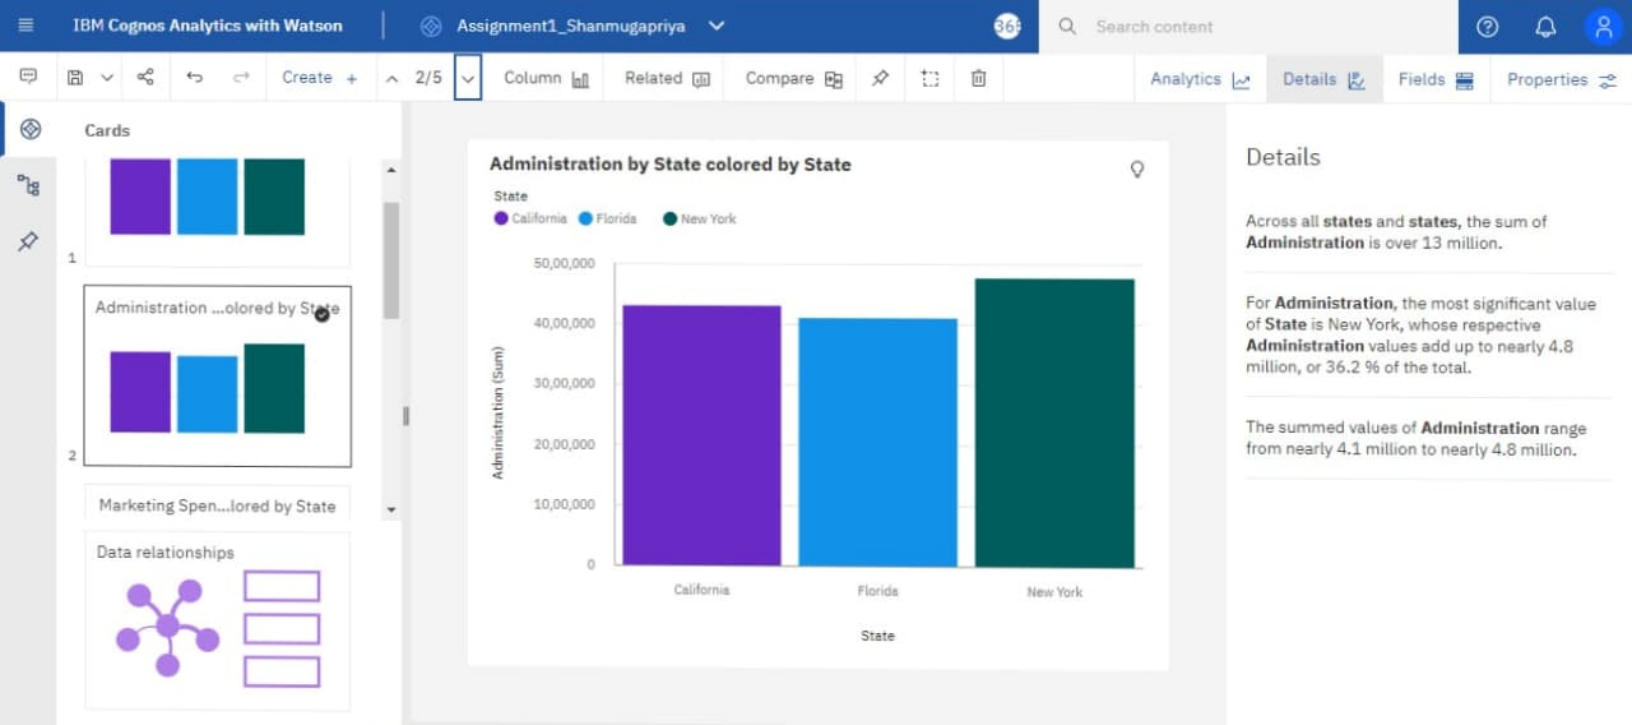 IBM Cognos Analytics with Watson
Assignment1_Shanmugapriya
Search content
Create +
2/5
Column
Related
Compare
Analytics
Details
Fields
Properties
Cards
1
Administration ...olored by State
2
Marketing Spen...lored by State
Data relationships
Administration by State colored by State
State
California
Florida
New York
50,00,000
40,00,000
30,00,000
20,00,000
10,00,000
0
Administration (Sum)
California
Florida
New York
State
Details
Across all states and states, the sum of
Administration is over 13 million.
For Administration, the most significant value
of State is New York, whose respective
Administration values add up to nearly 4.8
million, or 36.2 % of the total.
The summed values of Administration range
from nearly 4.1 million to nearly 4.8 million.